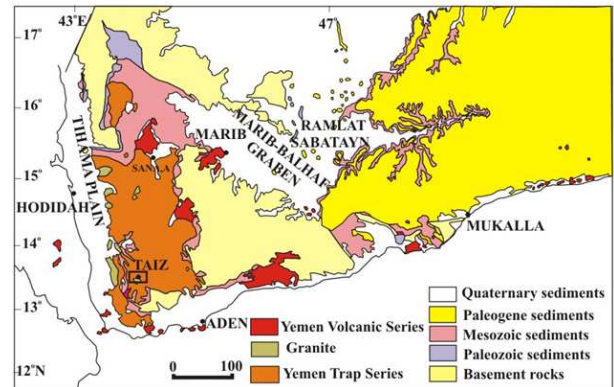 43°E
47°
17°
16°
15°
14°
13°
12°N
TIHAMA PLAIN
MARIB
MARIB-BALHAF
GRABEN
RAMLAT
SABATAYN
SANA'A
HODIDAH
MUKALLA
TAIZ
ADEN
0 100
Yemen Volcanic Series
Granite
Yemen Trap Series
Quaternary sediments
Paleogene sediments
Mesozoic sediments
Paleozoic sediments
Basement rocks